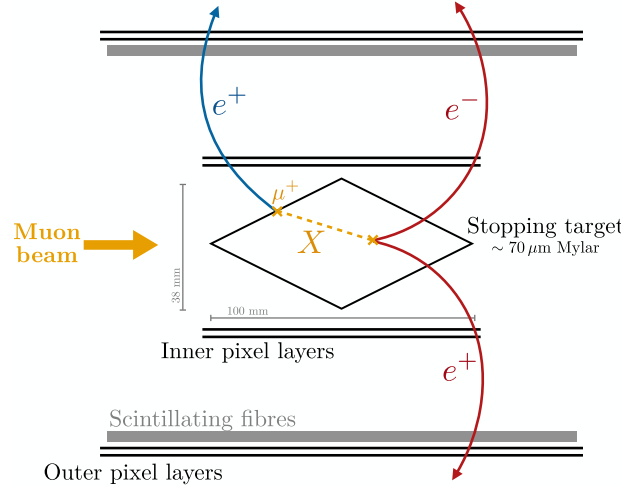 e⁺
e⁻
μ⁺
Muon
beam
X
Stopping target
~ 70 μm Mylar
38 mm
100 mm
Inner pixel layers
e⁺
Scintillating fibres
Outer pixel layers